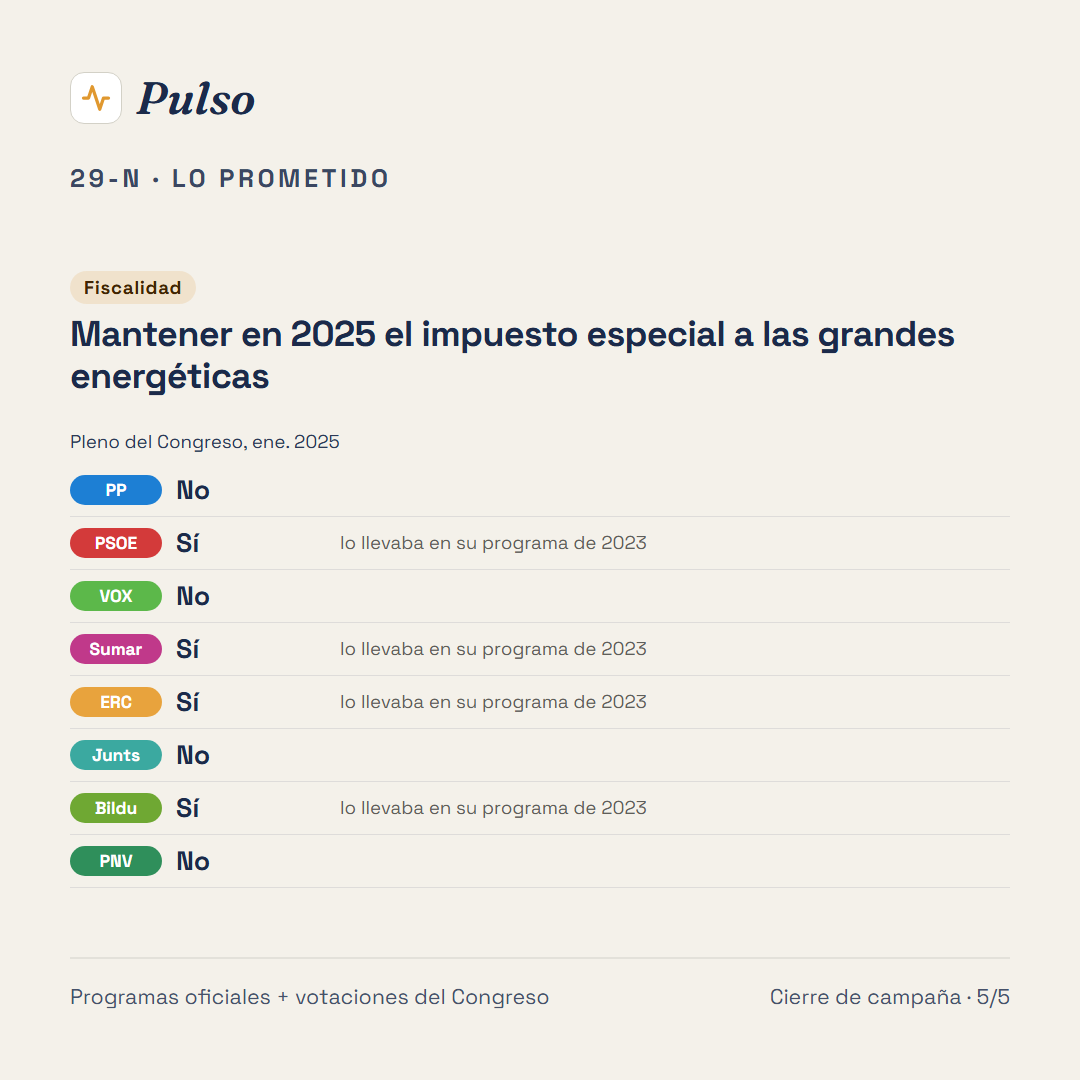 Pulso
29-N · LO PROMETIDO
Fiscalidad
Mantener en 2025 el impuesto especial a las grandes
energéticas
Pleno del Congreso, ene. 2025
PP No
PSOE Sí lo llevaba en su programa de 2023
VOX No
Sumar Sí lo llevaba en su programa de 2023
ERC Sí lo llevaba en su programa de 2023
Junts No
Bildu Sí lo llevaba en su programa de 2023
PNV No
Programas oficiales + votaciones del Congreso Cierre de campaña · 5/5